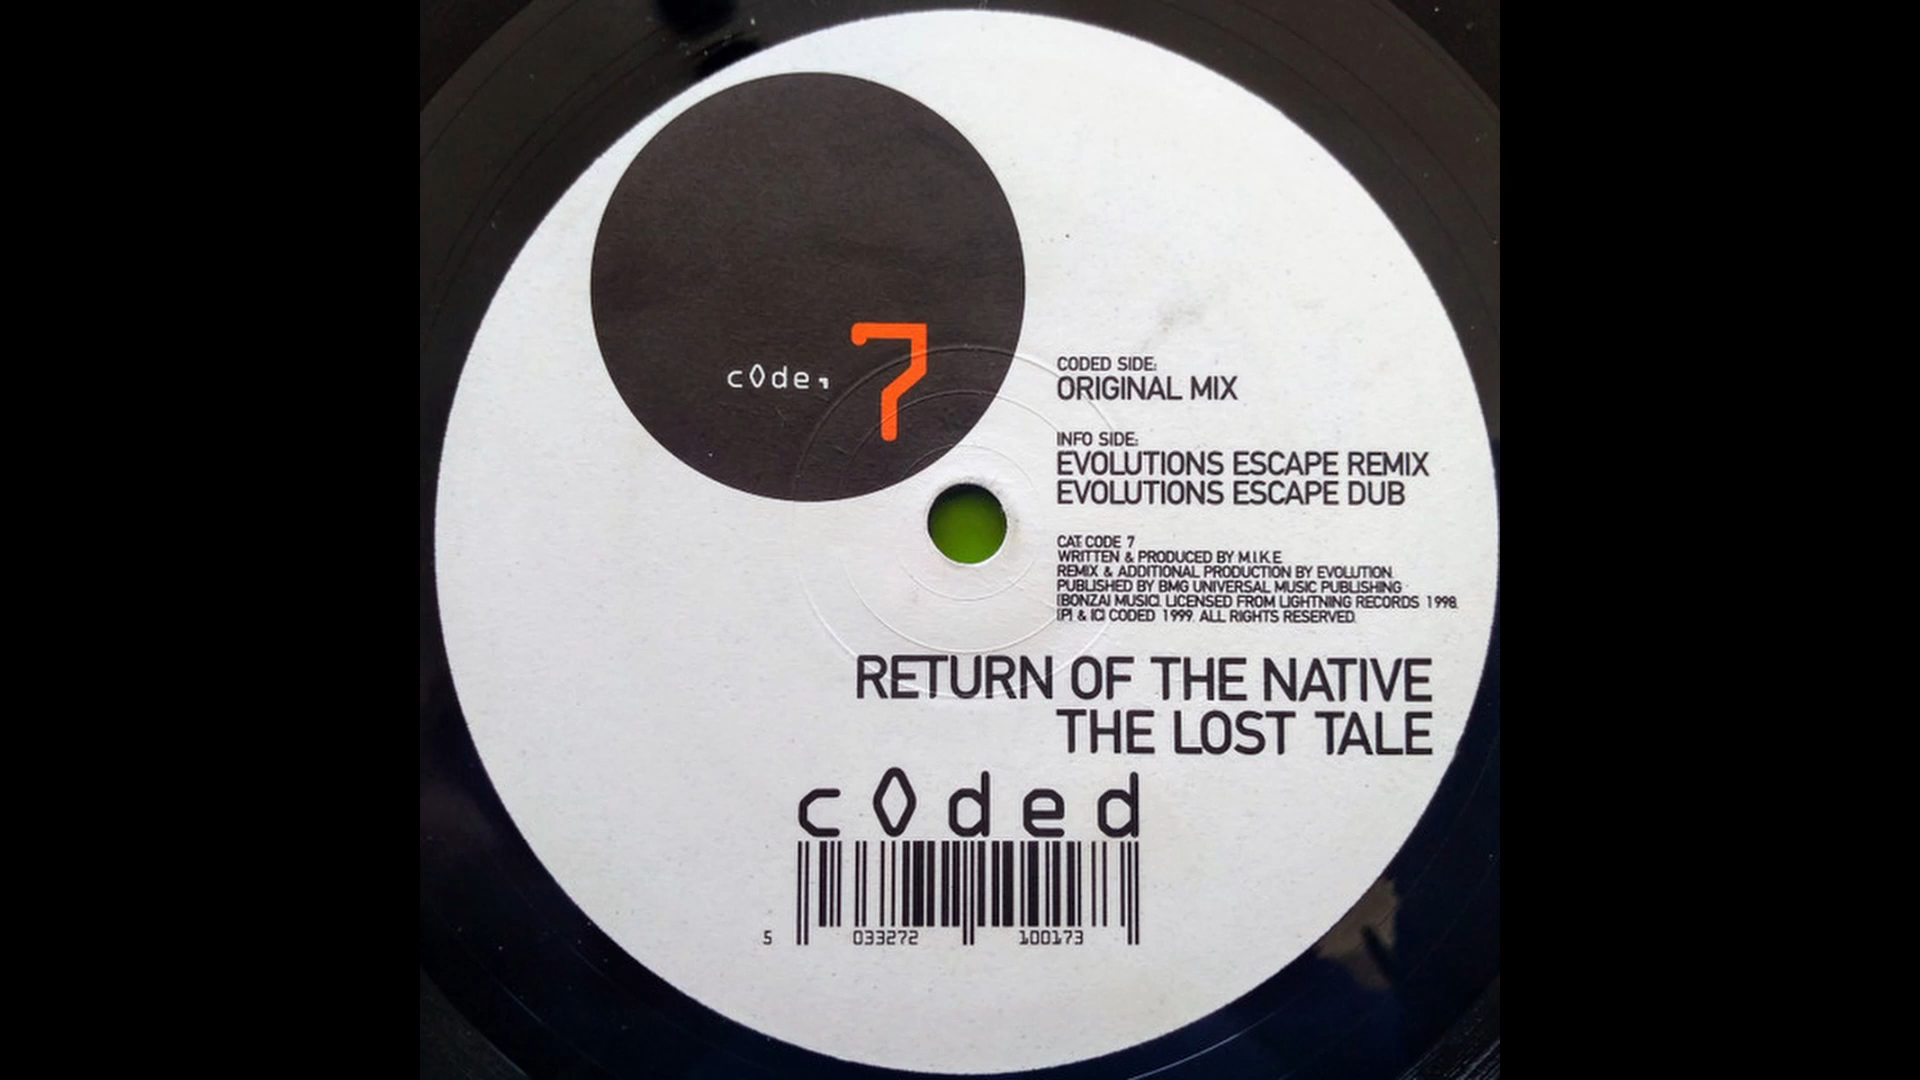 c0de, 7
CODED SIDE:
ORIGINAL MIX
INFO SIDE:
EVOLUTIONS ESCAPE REMIX
EVOLUTIONS ESCAPE DUB
CAT: CODE 7
WRITTEN & PRODUCED BY M.I.K.E.
REMIX & ADDITIONAL PRODUCTION BY EVOLUTION.
PUBLISHED BY BMG UNIVERSAL MUSIC PUBLISHING
[BONZAI MUSIC]. LICENSED FROM LIGHTNING RECORDS 1998.
[P] & [C] CODED 1999. ALL RIGHTS RESERVED.
RETURN OF THE NATIVE
THE LOST TALE
c0ded
5 033272 100173